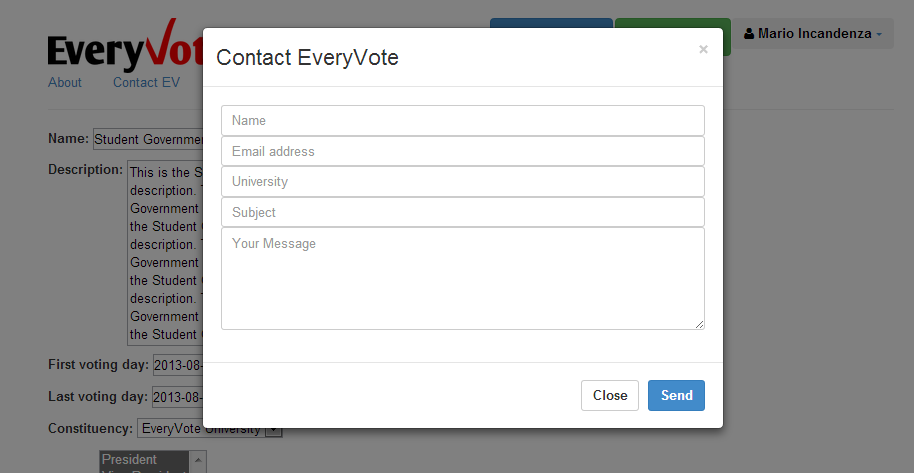 EveryVot
Mario Incandenza
About Contact EV
Contact EveryVote
×
Name
Email address
University
Subject
Your Message
Close Send
Name: Student Governmen
Description: This is the S
description. T
Government
the Student
description. T
Government
the Student
description. T
Government
the Student
First voting day: 2013-08-
Last voting day: 2013-08-
Constituency: EveryVote University
President